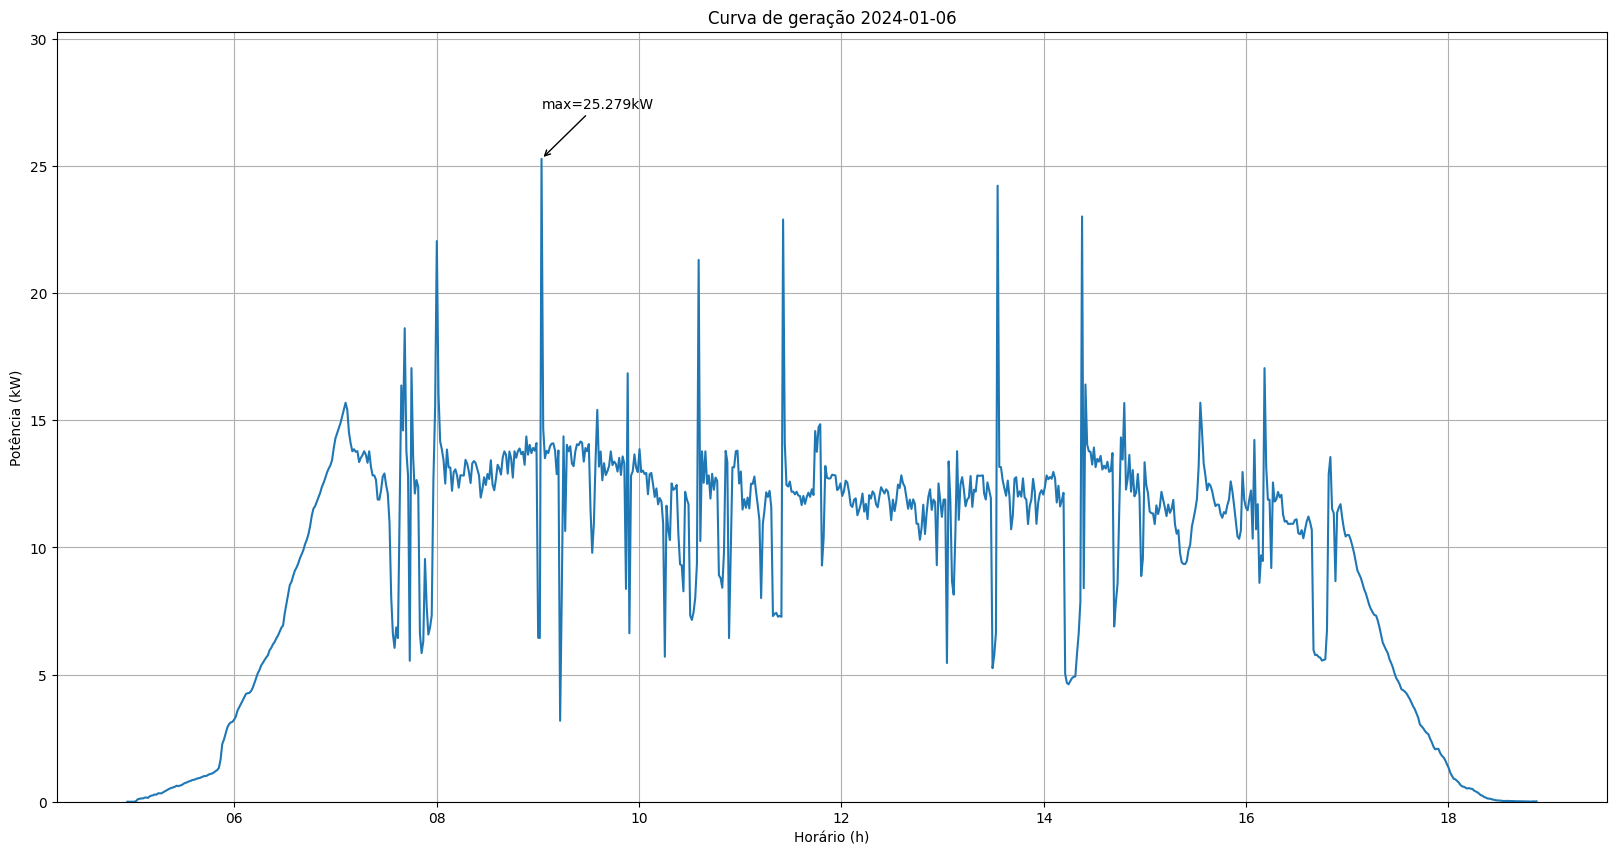 Curva de geração 2024-01-06
30
25
20
15
10
5
0
Potência (kW)
max=25.279kW
06 08 10 12 14 16 18
Horário (h)